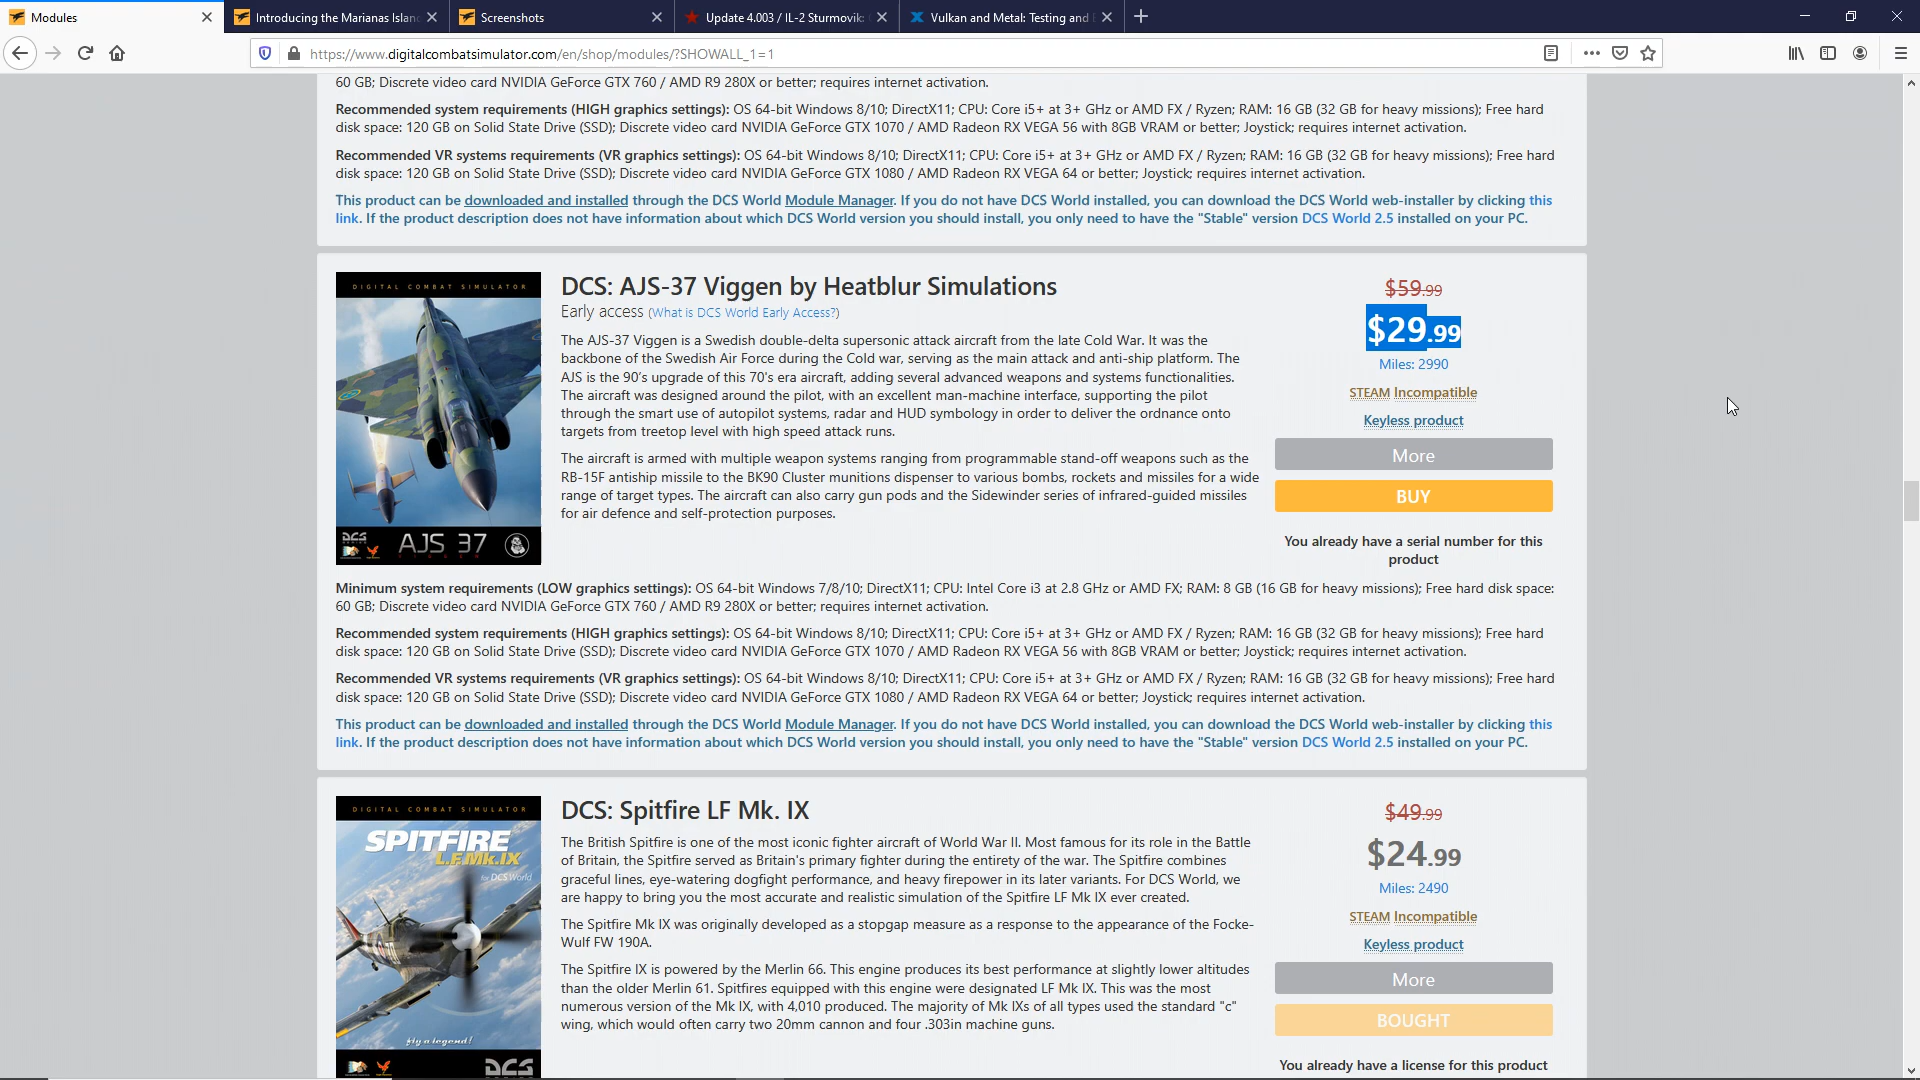 Modules
Introducing the Marianas Islan
Screenshots
Update 4.003 / IL-2 Sturmovik:
Vulkan and Metal: Testing and
https://www.digitalcombatsimulator.com/en/shop/modules/?SHOWALL_1=1
60 GB; Discrete video card NVIDIA GeForce GTX 760 / AMD R9 280X or better; requires internet activation.
Recommended system requirements (HIGH graphics settings): OS 64-bit Windows 8/10; DirectX11; CPU: Core i5+ at 3+ GHz or AMD FX / Ryzen; RAM: 16 GB (32 GB for heavy missions); Free hard
disk space: 120 GB on Solid State Drive (SSD); Discrete video card NVIDIA GeForce GTX 1070 / AMD Radeon RX VEGA 56 with 8GB VRAM or better; Joystick; requires internet activation.
Recommended VR systems requirements (VR graphics settings): OS 64-bit Windows 8/10; DirectX11; CPU: Core i5+ at 3+ GHz or AMD FX / Ryzen; RAM: 16 GB (32 GB for heavy missions); Free hard
disk space: 120 GB on Solid State Drive (SSD); Discrete video card NVIDIA GeForce GTX 1080 / AMD Radeon RX VEGA 64 or better; Joystick; requires internet activation.
This product can be downloaded and installed through the DCS World Module Manager. If you do not have DCS World installed, you can download the DCS World web-installer by clicking this
link. If the product description does not have information about which DCS World version you should install, you only need to have the "Stable" version DCS World 2.5 installed on your PC.
DIGITAL COMBAT SIMULATOR
DCS
AJS 37
VIGGEN
DCS: AJS-37 Viggen by Heatblur Simulations
Early access (What is DCS World Early Access?)
The AJS-37 Viggen is a Swedish double-delta supersonic attack aircraft from the late Cold War. It was the
backbone of the Swedish Air Force during the Cold war, serving as the main attack and anti-ship platform. The
AJS is the 90's upgrade of this 70's era aircraft, adding several advanced weapons and systems functionalities.
The aircraft was designed around the pilot, with an excellent man-machine interface, supporting the pilot
through the smart use of autopilot systems, radar and HUD symbology in order to deliver the ordnance onto
targets from treetop level with high speed attack runs.
The aircraft is armed with multiple weapon systems ranging from programmable stand-off weapons such as the
RB-15F antiship missile to the BK90 Cluster munitions dispenser to various bombs, rockets and missiles for a wide
range of target types. The aircraft can also carry gun pods and the Sidewinder series of infrared-guided missiles
for air defence and self-protection purposes.
$59.99
$29.99
Miles: 2990
STEAM Incompatible
Keyless product
More
BUY
You already have a serial number for this
product
Minimum system requirements (LOW graphics settings): OS 64-bit Windows 7/8/10; DirectX11; CPU: Intel Core i3 at 2.8 GHz or AMD FX; RAM: 8 GB (16 GB for heavy missions); Free hard disk space:
60 GB; Discrete video card NVIDIA GeForce GTX 760 / AMD R9 280X or better; requires internet activation.
Recommended system requirements (HIGH graphics settings): OS 64-bit Windows 8/10; DirectX11; CPU: Core i5+ at 3+ GHz or AMD FX / Ryzen; RAM: 16 GB (32 GB for heavy missions); Free hard
disk space: 120 GB on Solid State Drive (SSD); Discrete video card NVIDIA GeForce GTX 1070 / AMD Radeon RX VEGA 56 with 8GB VRAM or better; Joystick; requires internet activation.
Recommended VR systems requirements (VR graphics settings): OS 64-bit Windows 8/10; DirectX11; CPU: Core i5+ at 3+ GHz or AMD FX / Ryzen; RAM: 16 GB (32 GB for heavy missions); Free hard
disk space: 120 GB on Solid State Drive (SSD); Discrete video card NVIDIA GeForce GTX 1080 / AMD Radeon RX VEGA 64 or better; Joystick; requires internet activation.
This product can be downloaded and installed through the DCS World Module Manager. If you do not have DCS World installed, you can download the DCS World web-installer by clicking this
link. If the product description does not have information about which DCS World version you should install, you only need to have the "Stable" version DCS World 2.5 installed on your PC.
DIGITAL COMBAT SIMULATOR
SPITFIRE
L.F.Mk.IX
for DCS World
fly a legend!
DCS
DCS: Spitfire LF Mk. IX
The British Spitfire is one of the most iconic fighter aircraft of World War II. Most famous for its role in the Battle
of Britain, the Spitfire served as Britain's primary fighter during the entirety of the war. The Spitfire combines
graceful lines, eye-watering dogfight performance, and heavy firepower in its later variants. For DCS World, we
are happy to bring you the most accurate and realistic simulation of the Spitfire LF Mk IX ever created.
The Spitfire Mk IX was originally developed as a stopgap measure as a response to the appearance of the Focke-
Wulf FW 190A.
The Spitfire IX is powered by the Merlin 66. This engine produces its best performance at slightly lower altitudes
than the older Merlin 61. Spitfires equipped with this engine were designated LF Mk IX. This was the most
numerous version of the Mk IX, with 4,010 produced. The majority of Mk IXs of all types used the standard "c"
wing, which would often carry two 20mm cannon and four .303in machine guns.
$49.99
$24.99
Miles: 2490
STEAM Incompatible
Keyless product
More
BOUGHT
You already have a license for this product